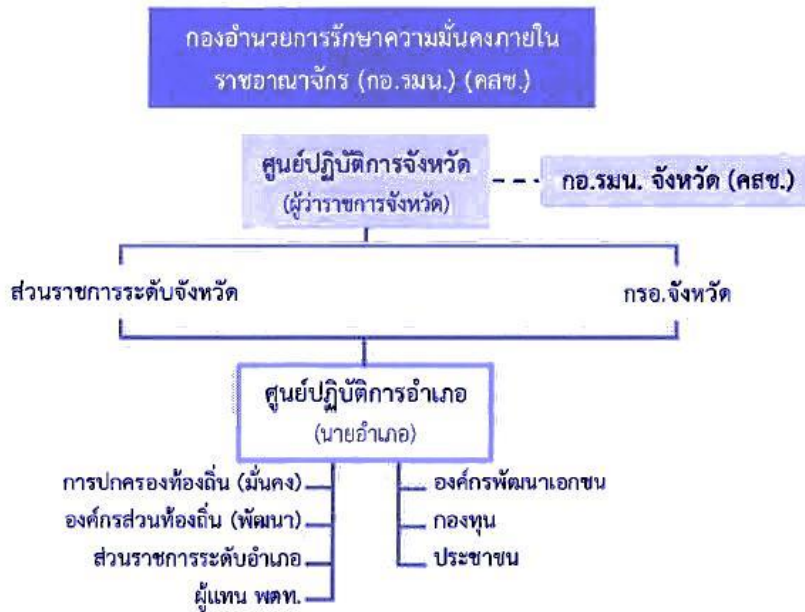 กองอำนวยการรักษาความมั่นคงภายใน
ราชอาณาจักร (กอ.รมน.) (คสช.)
ศูนย์ปฏิบัติการจังหวัด
(ผู้ว่าราชการจังหวัด)
กอ.รมน. จังหวัด (คสช.)
ส่วนราชการระดับจังหวัด
กรอ.จังหวัด
ศูนย์ปฏิบัติการอำเภอ
(นายอำเภอ)
การปกครองท้องถิ่น (มั่นคง)
องค์กรพัฒนาเอกชน
องค์กรส่วนท้องถิ่น (พัฒนา)
กองทุน
ส่วนราชการระดับอำเภอ
ประชาชน
ผู้แทน พตท.